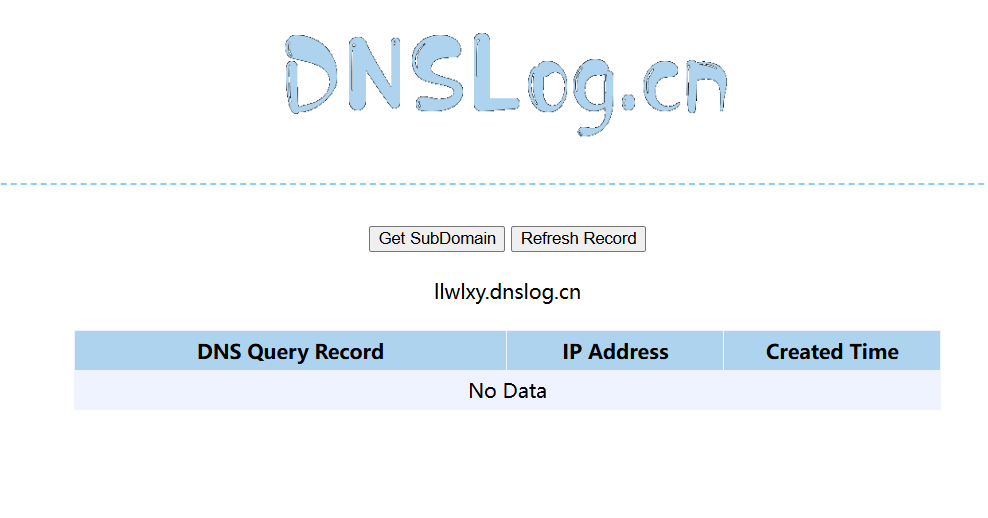 DNSLog.cn
Get SubDomain Refresh Record
llwlxy.dnslog.cn
DNS Query Record IP Address Created Time
No Data